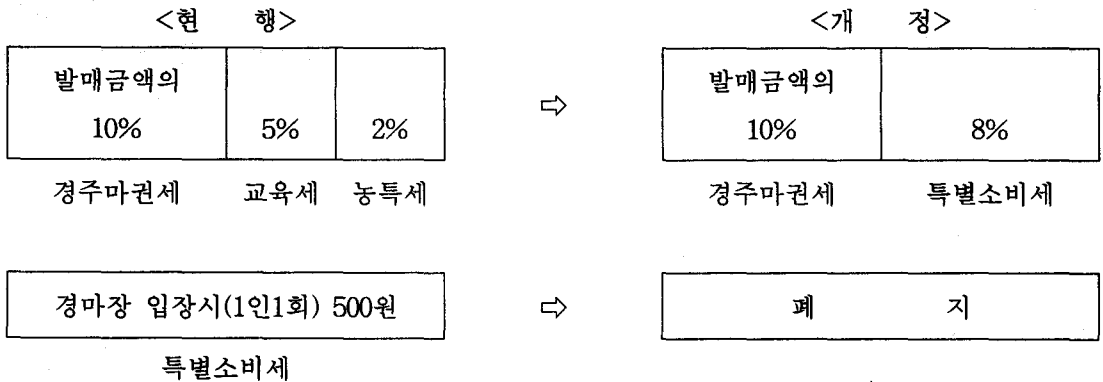 <현 행>
<개 정>
발매금액의
10%
5%
2%
⇨
발매금액의
10%
8%
경주마권세 교육세 농특세
경주마권세 특별소비세
경마장 입장시(1인1회) 500원
⇨
폐 지
특별소비세